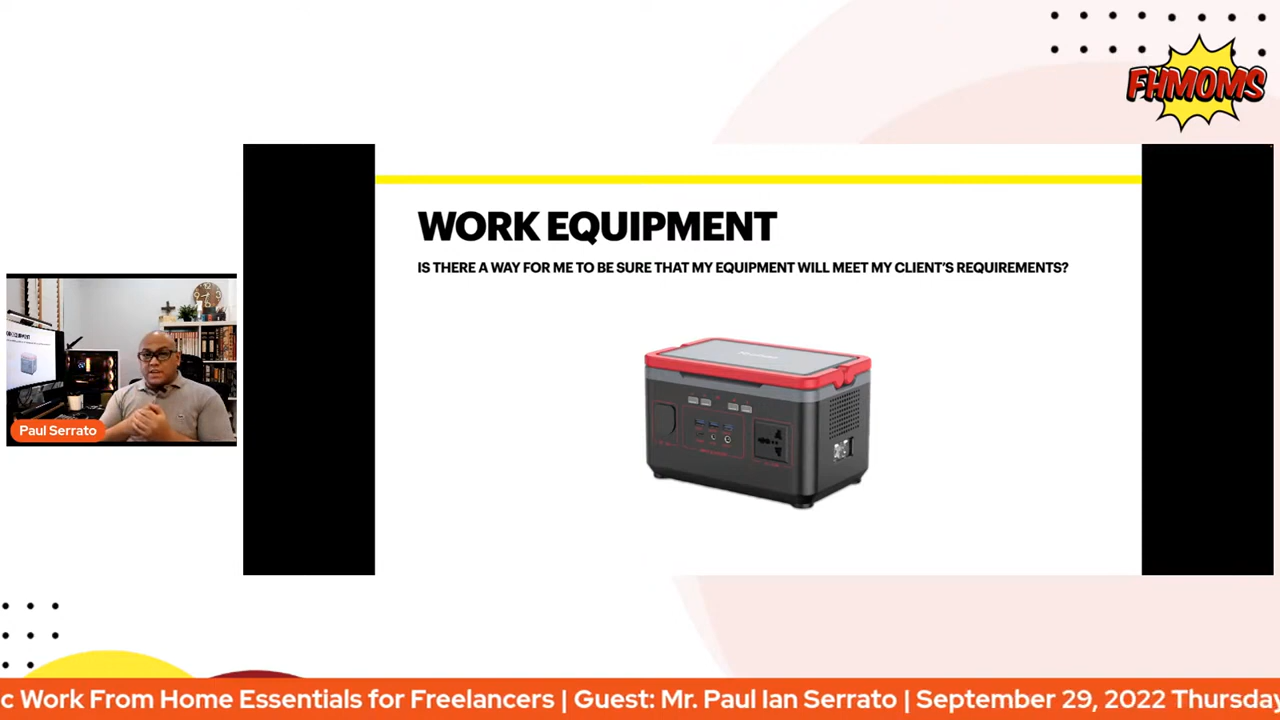 FHMOMS
WORK EQUIPMENT
IS THERE A WAY FOR ME TO BE SURE THAT MY EQUIPMENT WILL MEET MY CLIENT'S REQUIREMENTS?
Paul Serrato
c Work From Home Essentials for Freelancers | Guest: Mr. Paul Ian Serrato | September 29, 2022 Thursday